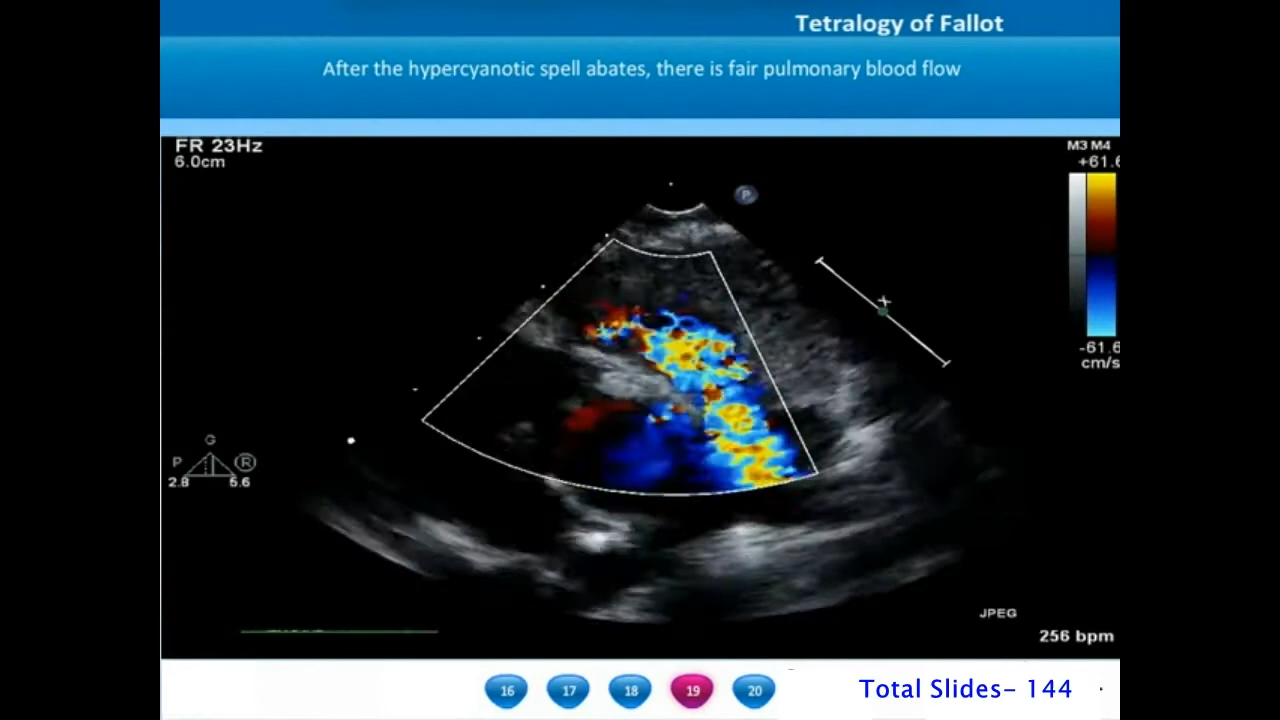 Tetralogy of Fallot
After the hypercyanotic spell abates, there is fair pulmonary blood flow
FR 23Hz
6.0cm
P
M3 M4
+61.6
-61.6
cm/s
G
P R
2.8 5.6
JPEG
256 bpm
16 17 18 19 20
Total Slides- 144